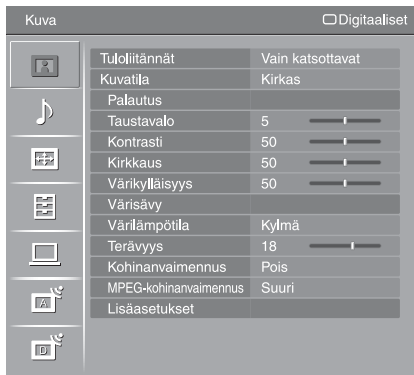 Kuva Digitaaliset
Tuloliitännät Vain katsottavat
Kuvatila Kirkas
Palautus
Taustavalo 5
Kontrasti 50
Kirkkaus 50
Värikylläisyys 50
Värisävy
Värilämpötila Kylmä
Terävyys 18
Kohinanvaimennus Pois
MPEG-kohinanvaimennus Suuri
Lisäasetukset
A
D